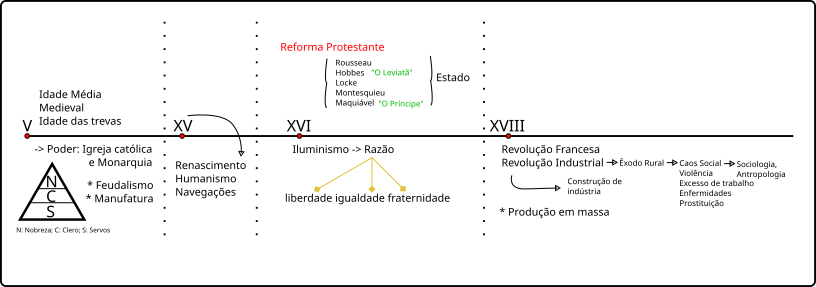 Reforma Protestante
Rousseau
Hobbes "O Leviatã"
Locke
Montesquieu
Maquiável "O Príncipe"
Estado
Idade Média
Medieval
Idade das trevas
V
XV
XVI
XVIII
-> Poder: Igreja católica
e Monarquia
* Feudalismo
* Manufatura
N
C
S
N: Nobreza; C: Clero; S: Servos
Renascimento
Humanismo
Navegações
Iluminismo -> Razão
liberdade igualdade fraternidade
Revolução Francesa
Revolução Industrial
Êxodo Rural
Caos Social
Violência
Excesso de trabalho
Enfermidades
Prostituição
Sociologia,
Antropologia
Construção de
indústria
* Produção em massa